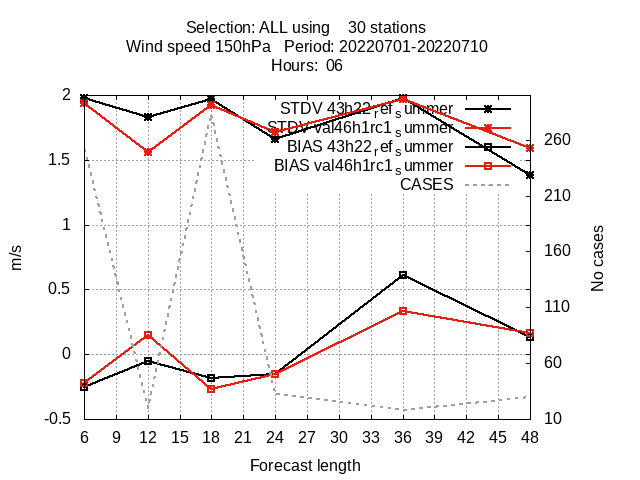 Selection: ALL using 30 stations
Wind speed 150hPa Period: 20220701-20220710
Hours: 06
STDV 43h22_ref_summer
STDV val46h1rc1_summer
BIAS 43h22_ref_summer
BIAS val46h1rc1_summer
CASES
2
1.5
1
0.5
0
-0.5
m/s
260
210
160
110
60
10
No cases
6 9 12 15 18 21 24 27 30 33 36 39 42 45 48
Forecast length